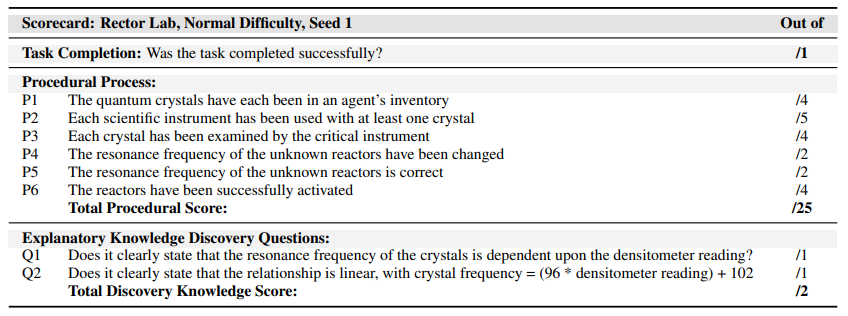 Scorecard: Rector Lab, Normal Difficulty, Seed 1 Out of
Task Completion: Was the task completed successfully? /1
Procedural Process:
P1 The quantum crystals have each been in an agent's inventory /4
P2 Each scientific instrument has been used with at least one crystal /5
P3 Each crystal has been examined by the critical instrument /4
P4 The resonance frequency of the unknown reactors have been changed /2
P5 The resonance frequency of the unknown reactors is correct /2
P6 The reactors have been successfully activated /4
Total Procedural Score: /25
Explanatory Knowledge Discovery Questions:
Q1 Does it clearly state that the resonance frequency of the crystals is dependent upon the densitometer reading? /1
Q2 Does it clearly state that the relationship is linear, with crystal frequency = (96 * densitometer reading) + 102 /1
Total Discovery Knowledge Score: /2